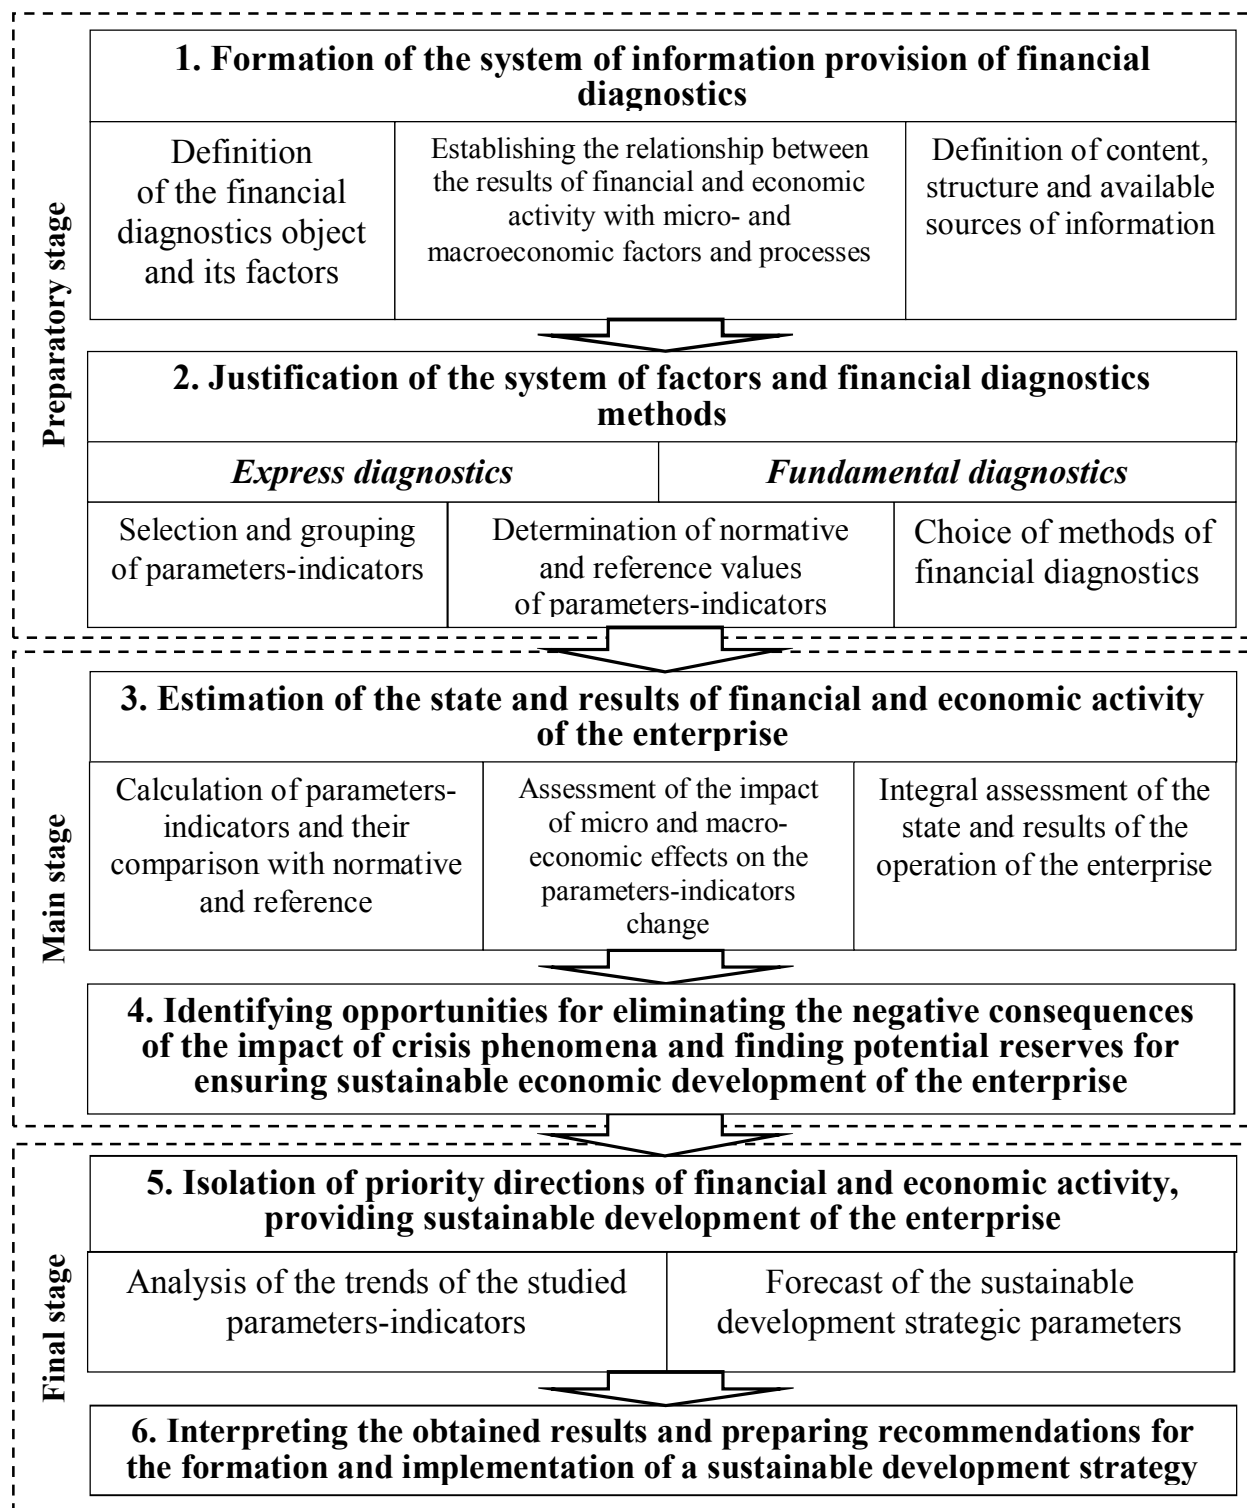 Preparatory stage
1. Formation of the system of information provision of financial
diagnostics
Definition
of the financial
diagnostics object
and its factors
Establishing the relationship between
the results of financial and economic
activity with micro- and
macroeconomic factors and processes
Definition of content,
structure and available
sources of information
2. Justification of the system of factors and financial diagnostics
methods
Express diagnostics
Fundamental diagnostics
Selection and grouping
of parameters-indicators
Determination of normative
and reference values
of parameters-indicators
Choice of methods of
financial diagnostics
Main stage
3. Estimation of the state and results of financial and economic activity
of the enterprise
Calculation of parameters-
indicators and their
comparison with normative
and reference
Assessment of the impact
of micro and macro-
economic effects on the
parameters-indicators
change
Integral assessment of the
state and results of the
operation of the enterprise
4. Identifying opportunities for eliminating the negative consequences
of the impact of crisis phenomena and finding potential reserves for
ensuring sustainable economic development of the enterprise
Final stage
5. Isolation of priority directions of financial and economic activity,
providing sustainable development of the enterprise
Analysis of the trends of the studied
parameters-indicators
Forecast of the sustainable
development strategic parameters
6. Interpreting the obtained results and preparing recommendations for
the formation and implementation of a sustainable development strategy